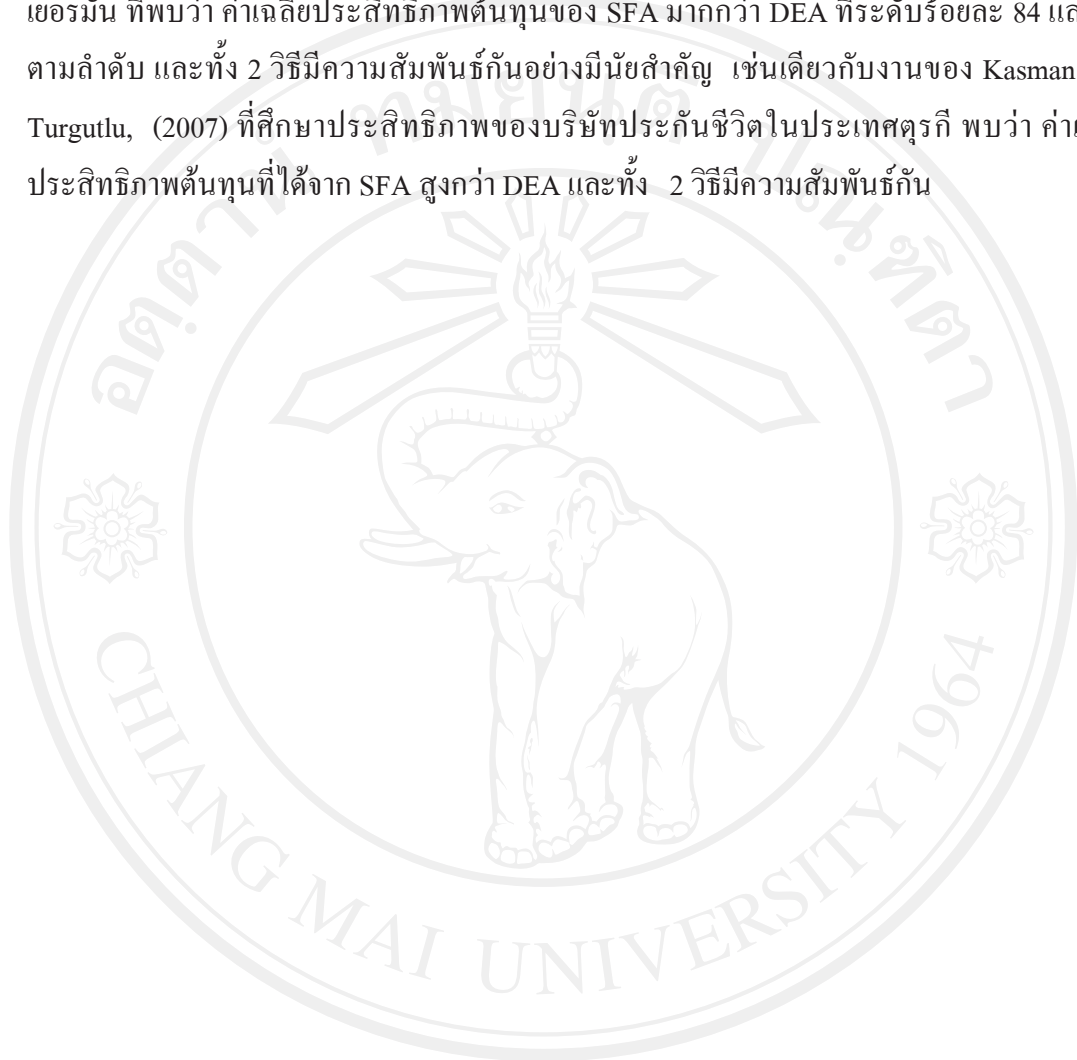 เยอรมัน ที่พบว่า ค่าเฉลี่ยประสิทธิภาพต้นทุนของ SFA มากกว่า DEA ที่ระดับร้อยละ 84 และ
ตามลำดับ และทั้ง 2 วิธีมีความสัมพันธ์กันอย่างมีนัยสำคัญ เช่นเดียวกับงานของ Kasman
Turgutlu, (2007) ที่ศึกษาประสิทธิภาพของบริษัทประกันชีวิตในประเทศตุรกี พบว่า
ประสิทธิภาพต้นทุนที่ได้จาก SFA สูงกว่า DEA และทั้ง 2 วิธีมีความสัมพันธ์กัน
CHIANG MAI UNIVERSITY 1964